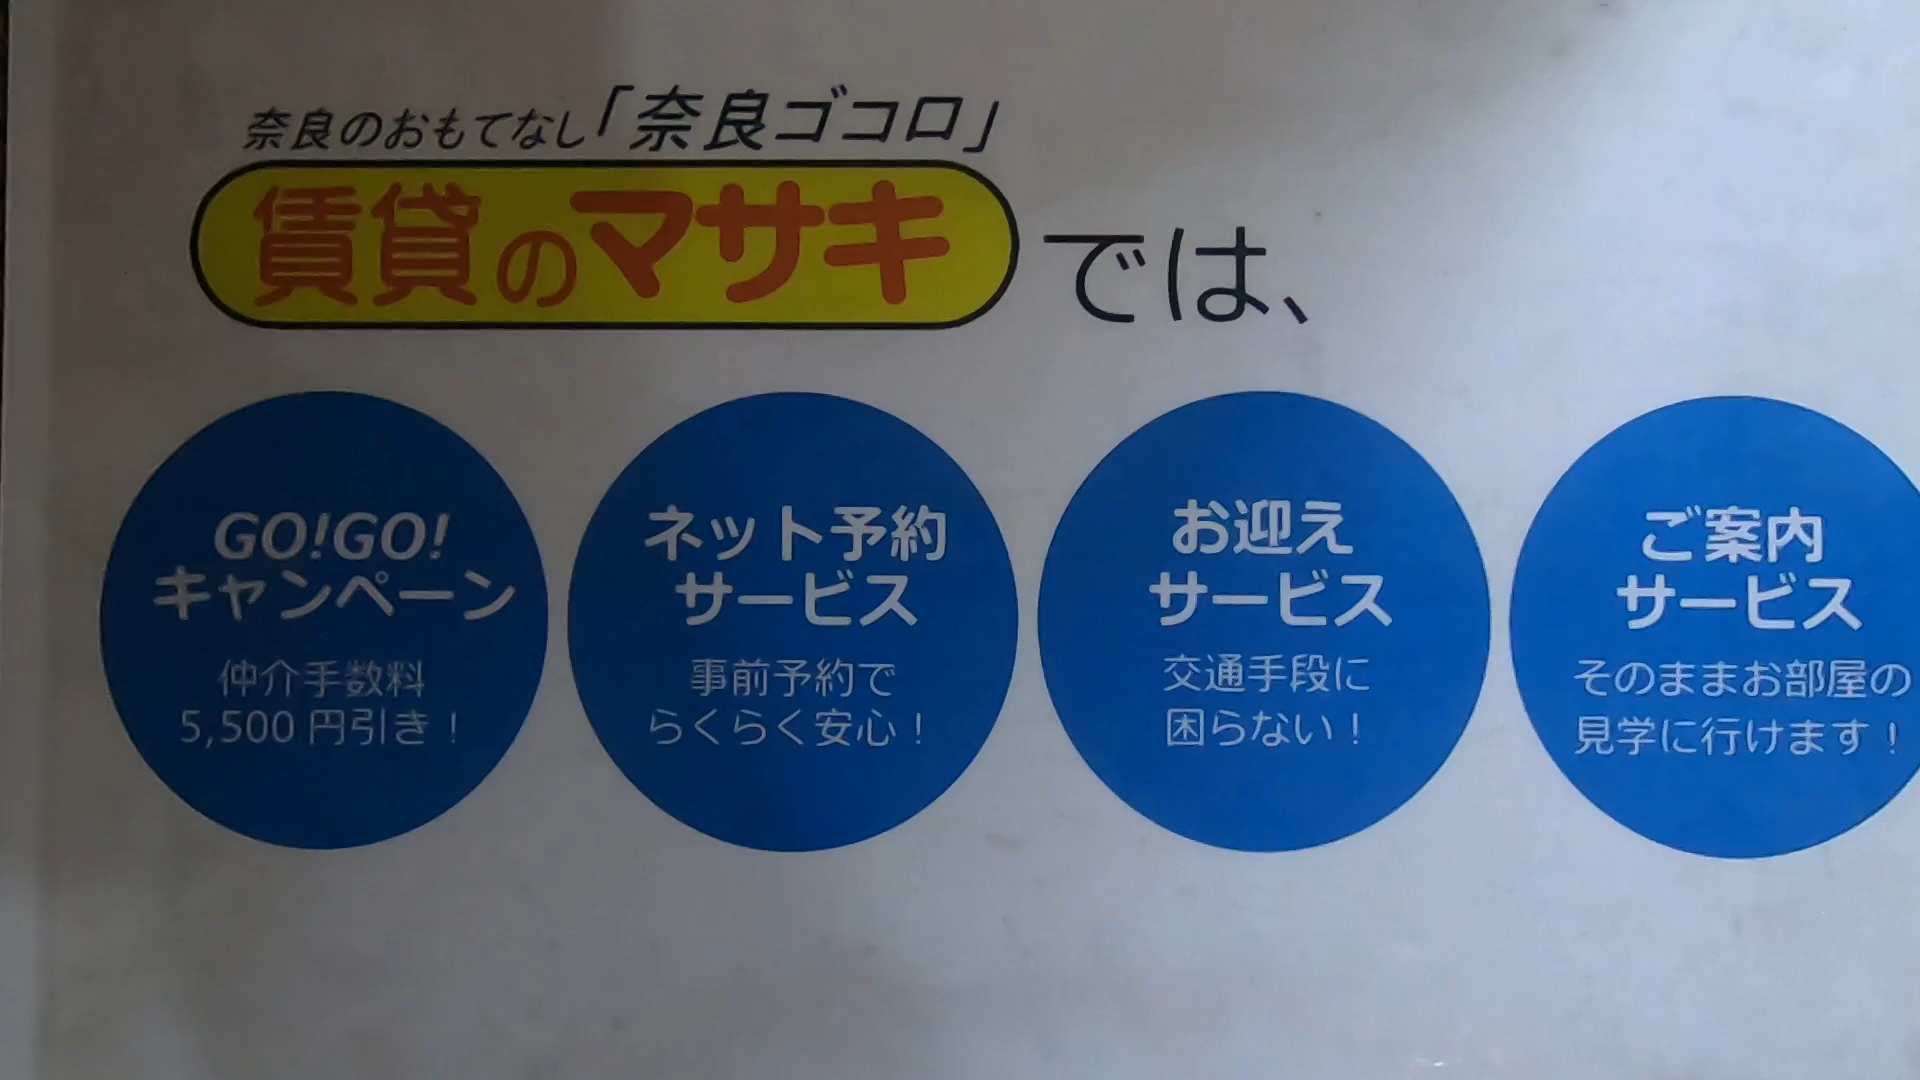 奈良のおもてなし「奈良ゴコロ」
賃貸のマサキでは、
GO!GO!
キャンペーン
仲介手数料
5,500円引き！
ネット予約
サービス
事前予約で
らくらく安心！
お迎え
サービス
交通手段に
困らない！
ご案内
サービス
そのままお部屋の
見学に行けます！